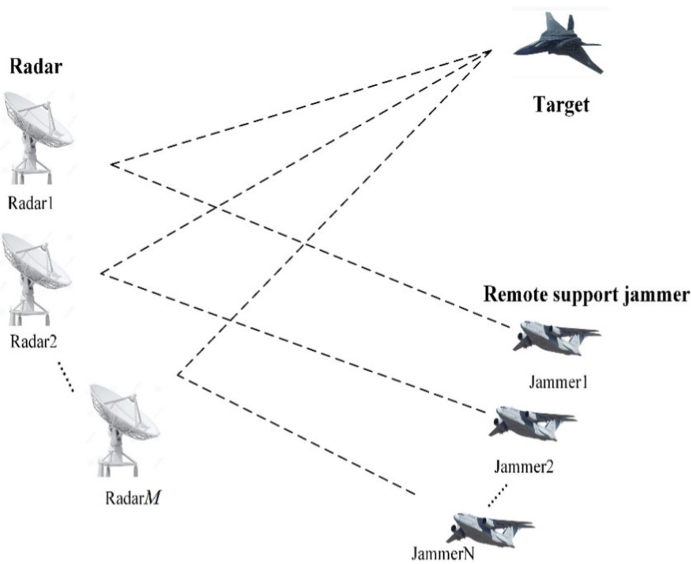 Radar
Target
Radar1
Remote support jammer
Radar2
Jammer1
Jammer2
RadarM
JammerN